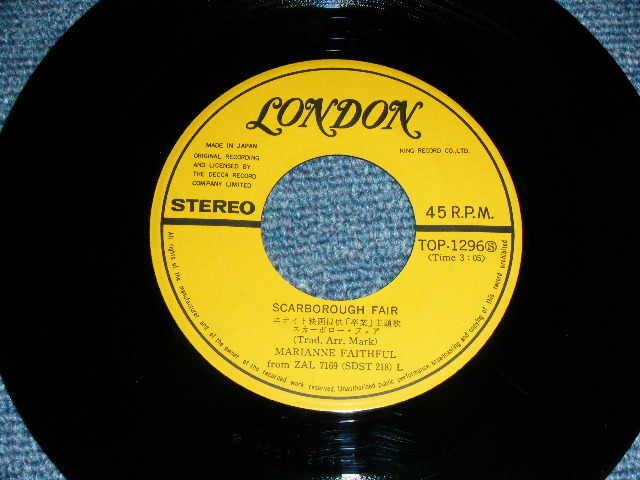 LONDON
MADE IN JAPAN
KING RECORD CO., LTD.
ORIGINAL RECORDING
AND LICENSED BY
THE DECCA RECORD
COMPANY LIMITED
STEREO
45 R.P.M.
TOP-1296Ⓢ
(Time 3:05)
SCARBOROUGH FAIR
ユナイト映画提供「卒業」主題歌
スカーボロー・フェア
(Trad. Arr. Mark)
MARIANNE FAITHFUL
from ZAL 7169 (SDST 218) L
All rights of the manufacturer and of the owner of the recorded work reserved. Unauthorised public performance, broadcasting and copying of this record prohibited